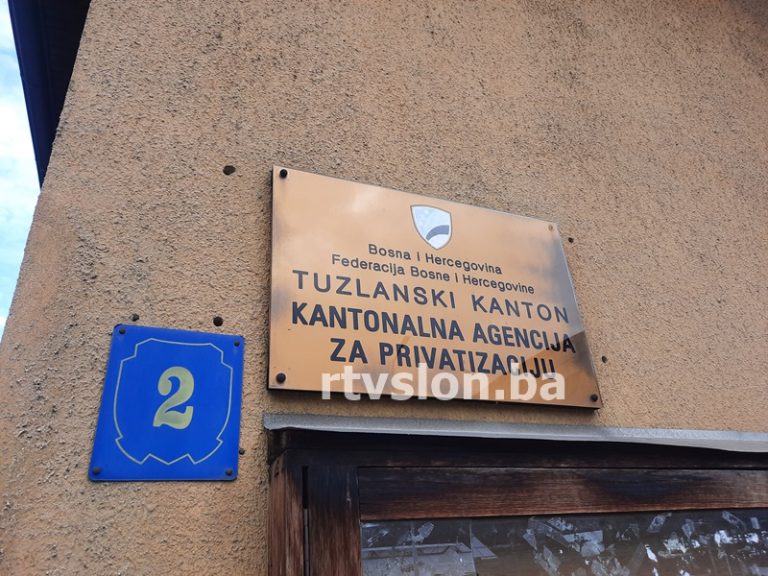 Bosna i Hercegovina
Federacija Bosne i Hercegovine
TUZLANSKI KANTON
KANTONALNA AGENCIJA
ZA PRIVATIZACIJU
rtvslon.ba
2